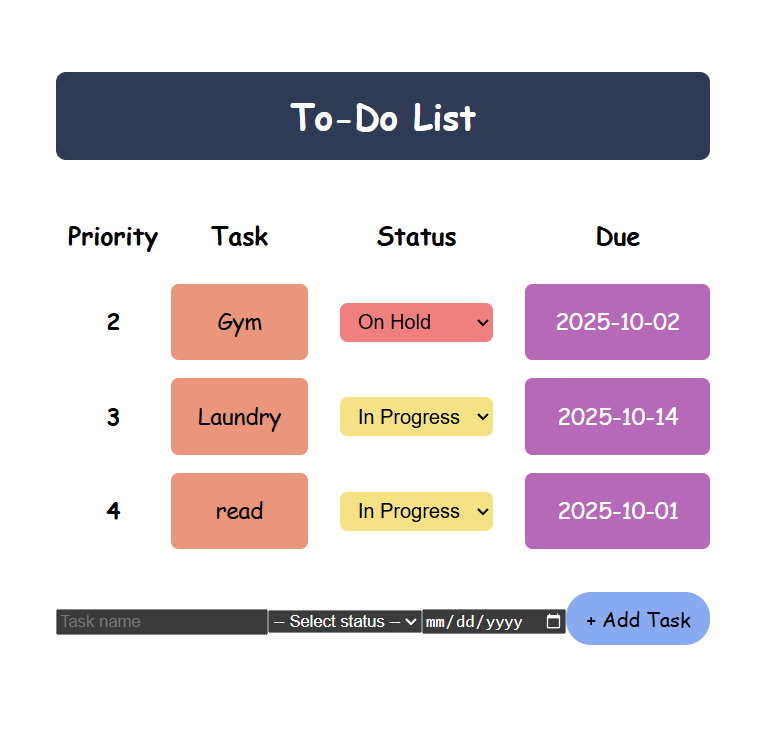 To-Do List
Priority Task Status Due
2 Gym On Hold 2025-10-02
3 Laundry In Progress 2025-10-14
4 read In Progress 2025-10-01
Task name -- Select status -- mm/dd/yyyy + Add Task